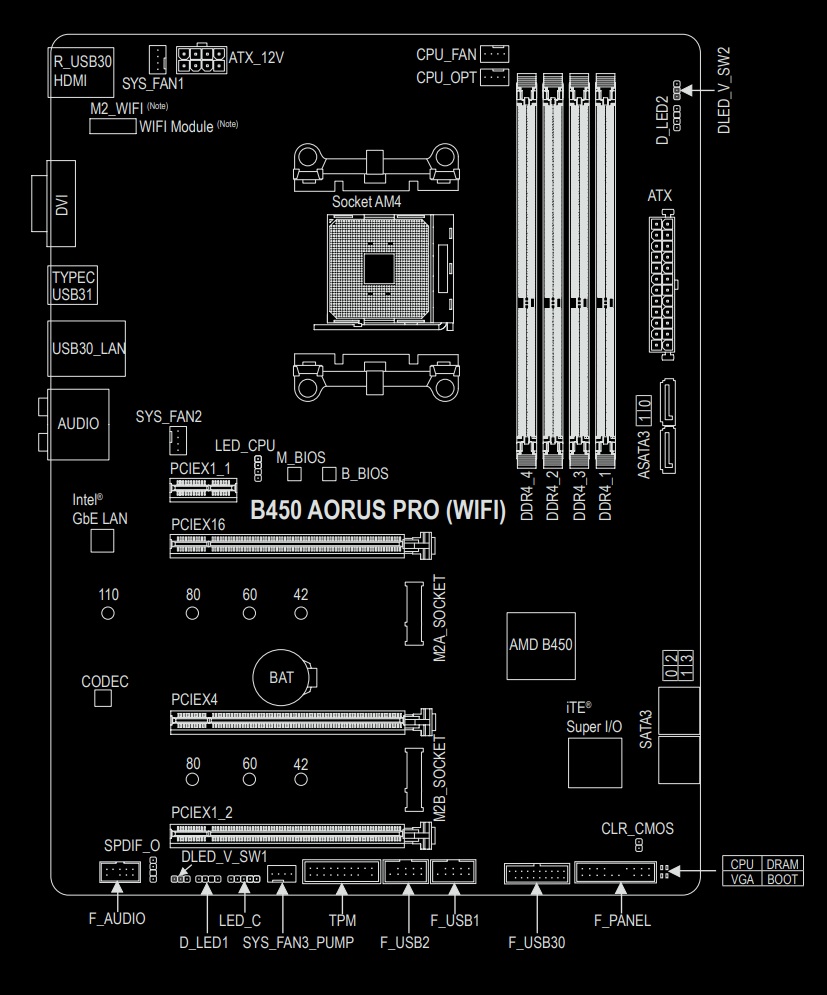 R_USB30
HDMI
SYS_FAN1
ATX_12V
CPU_FAN
CPU_OPT
DLED_V_SW2
D_LED2
M2_WIFI (Note)
WIFI Module (Note)
Socket AM4
DVI
ATX
TYPEC
USB31
USB30_LAN
AUDIO
SYS_FAN2
LED_CPU
M_BIOS
B_BIOS
ASATA3
1 0
PCIEX1_1
DDR4_4
DDR4_2
DDR4_3
DDR4_1
Intel®
GbE LAN
B450 AORUS PRO (WIFI)
PCIEX16
110
80
60
42
M2A_SOCKET
AMD B450
CODEC
BAT
0 2
1 3
PCIEX4
iTE®
Super I/O
SATA3
80
60
42
M2B_SOCKET
PCIEX1_2
CLR_CMOS
SPDIF_O
DLED_V_SW1
CPU DRAM
VGA BOOT
F_AUDIO
D_LED1
LED_C
SYS_FAN3_PUMP
TPM
F_USB2
F_USB1
F_USB30
F_PANEL